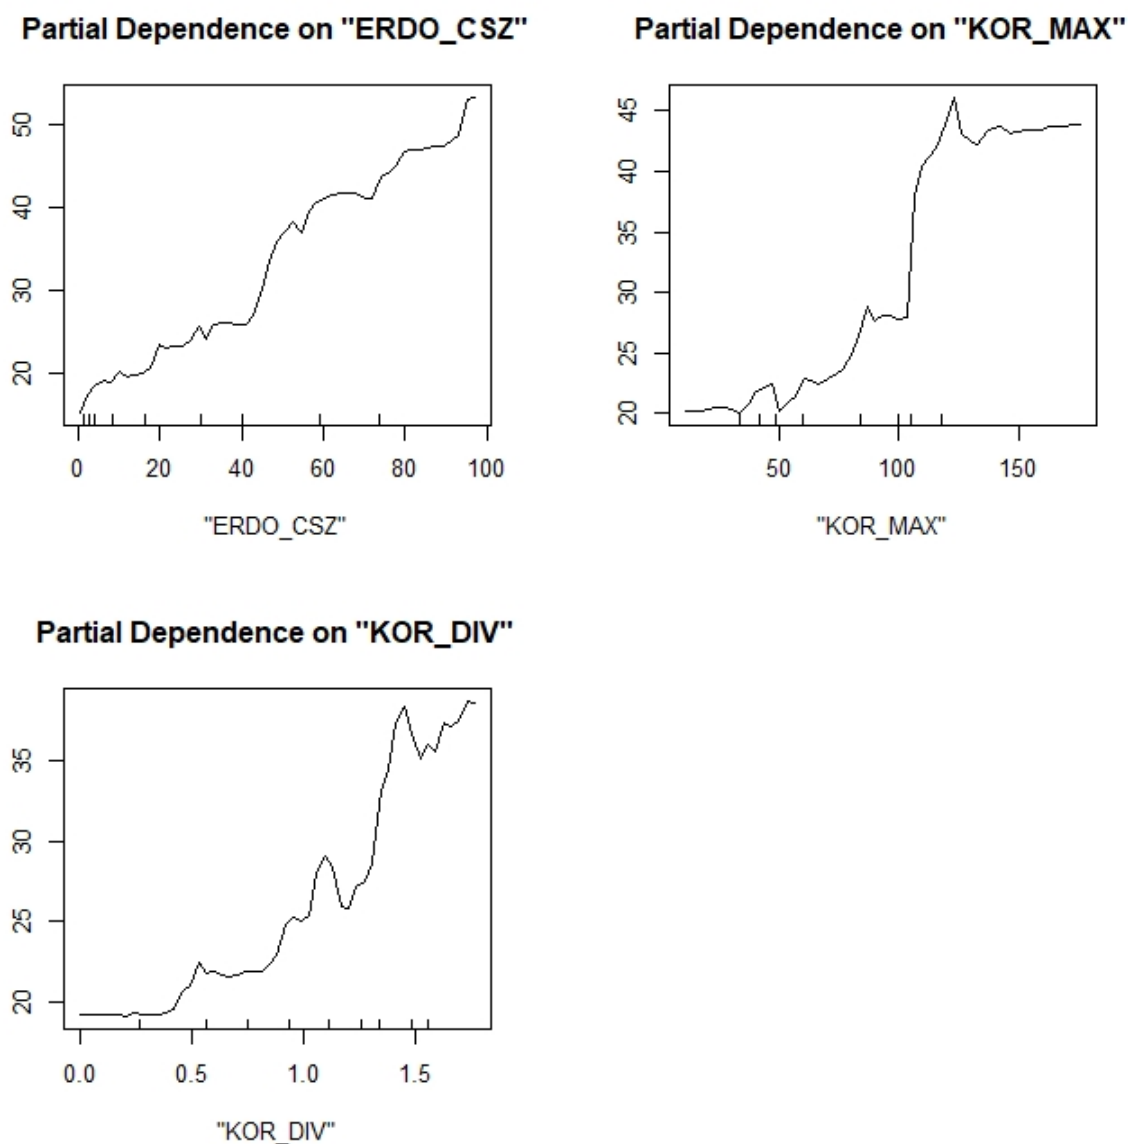 Partial Dependence on "ERDO_CSZ"
50
40
30
20
0 20 40 60 80 100
"ERDO_CSZ"
Partial Dependence on "KOR_MAX"
45
40
35
30
25
20
50 100 150
"KOR_MAX"
Partial Dependence on "KOR_DIV"
35
30
25
20
0.0 0.5 1.0 1.5
"KOR_DIV"